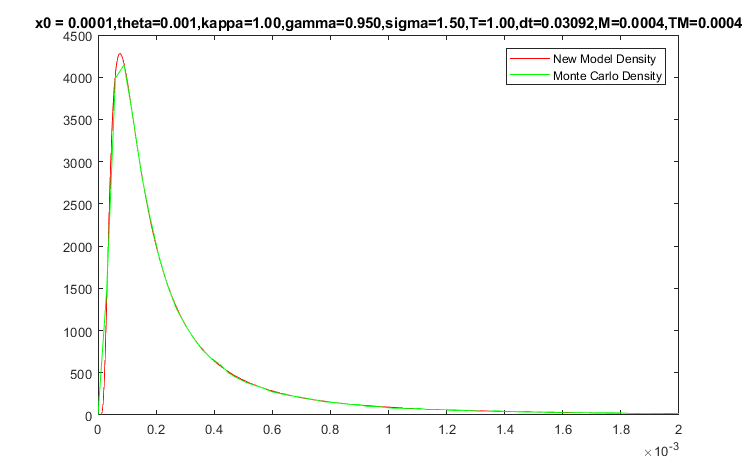 x0 = 0.0001,theta=0.001,kappa=1.00,gamma=0.950,sigma=1.50,T=1.00,dt=0.03092,M=0.0004,TM=0.0004
4500
4000
3500
3000
2500
2000
1500
1000
500
0
New Model Density
Monte Carlo Density
0 0.2 0.4 0.6 0.8 1 1.2 1.4 1.6 1.8 2
×10-3